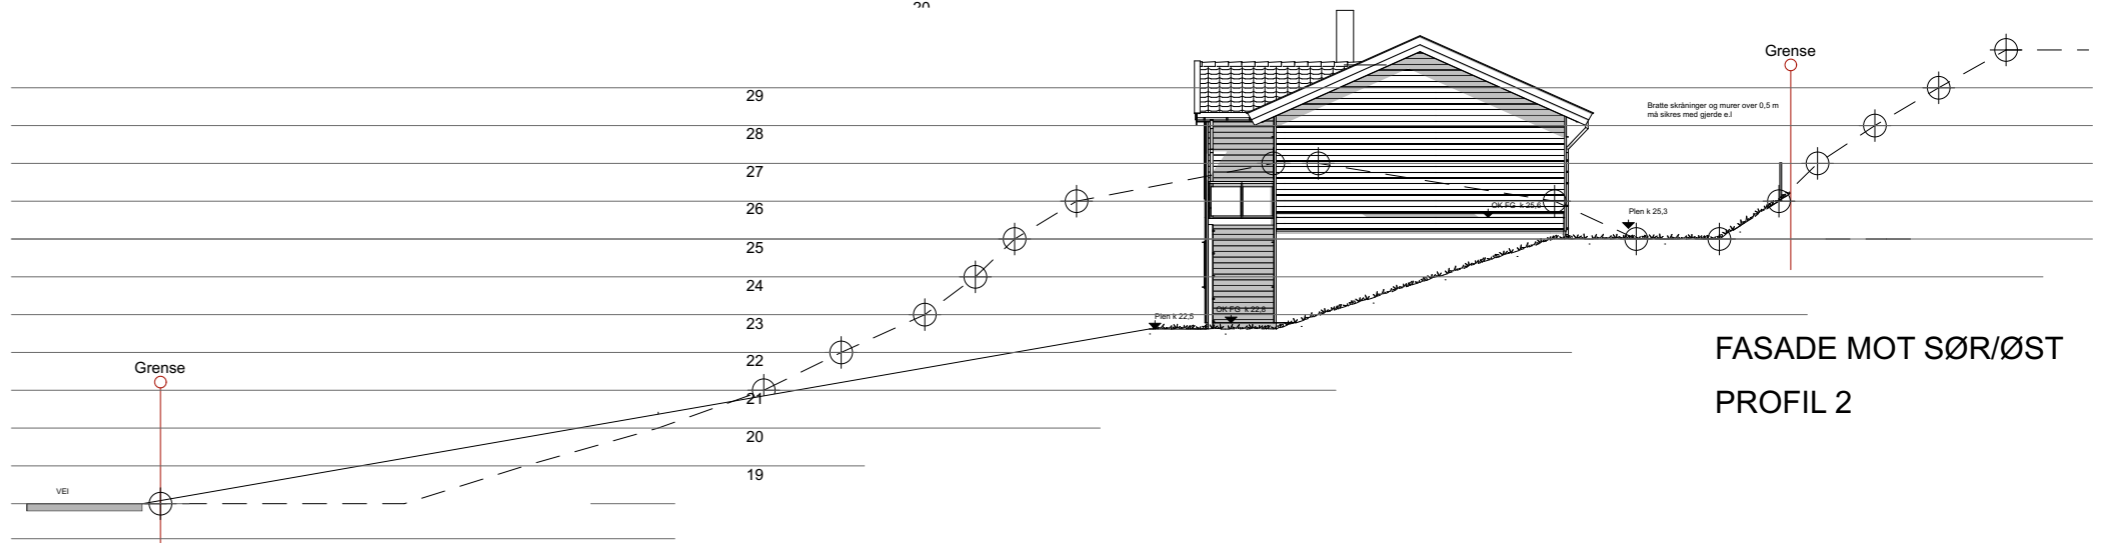 Grense
29
Bratte skråninger og murer over 0,5 m
må sikres med gjerde e.l
28
27
26
OK FG k 25,6
Plen k 25,3
25
24
23
Plen k 22,5
OK FG k 22,8
22
FASADE MOT SØR/ØST
Grense
21
PROFIL 2
20
19
VEI